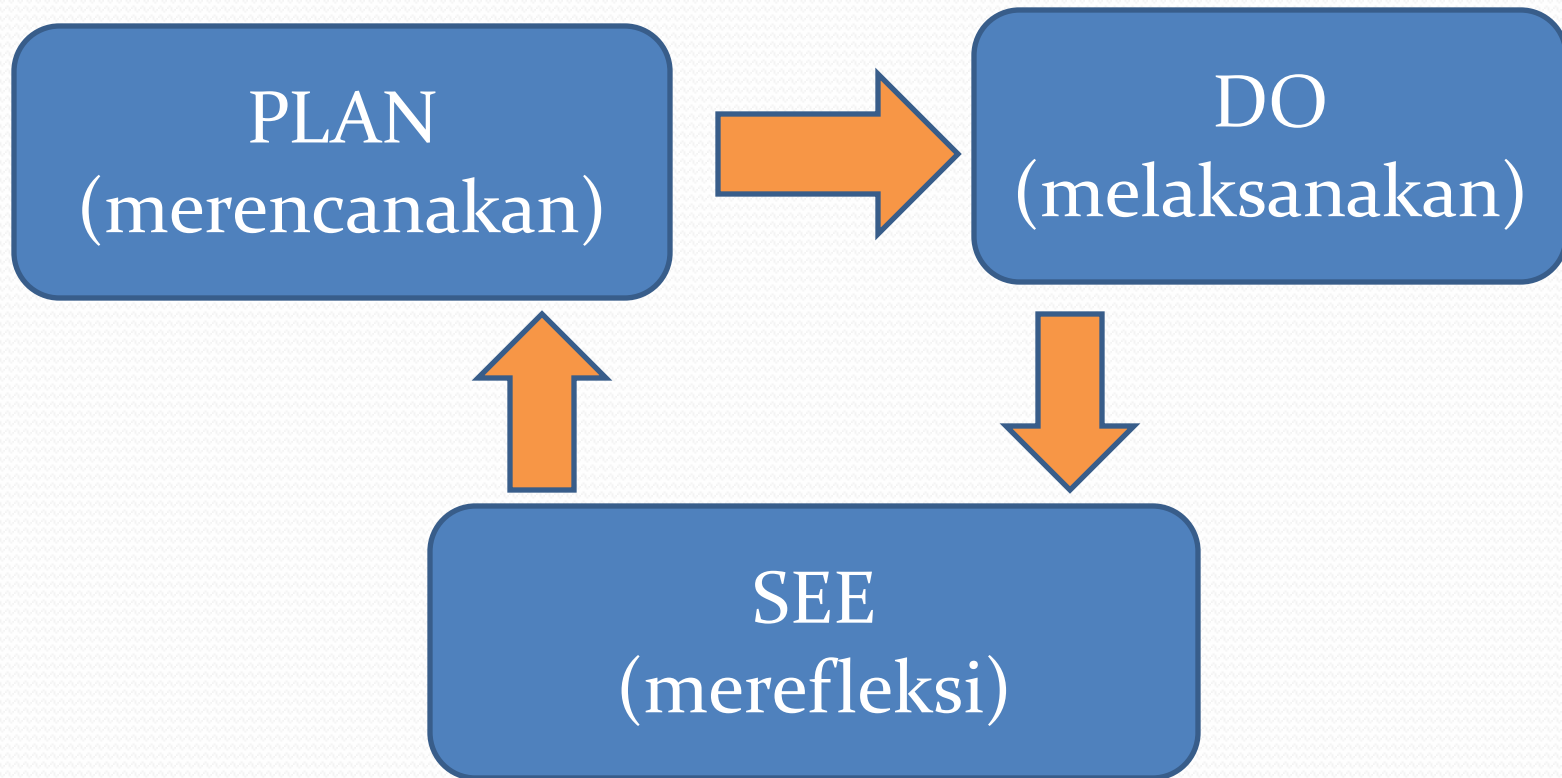 PLAN
(merencanakan)
DO
(melaksanakan)
SEE
(merefleksi)